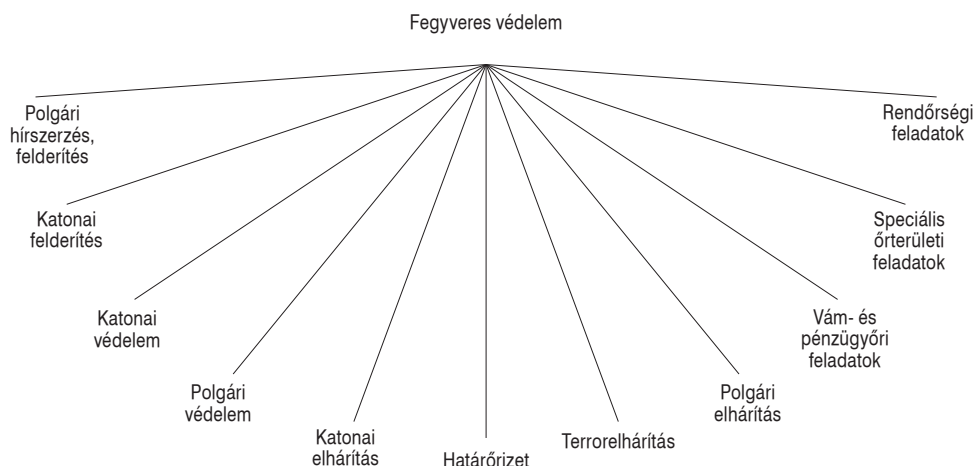 Fegyveres védelem
Polgári
hírszerzés,
felderítés
Katonai
felderítés
Katonai
védelem
Polgári
védelem
Katonai
elhárítás
Határőrizet
Terrorelhárítás
Polgári
elhárítás
Vám- és
pénzügyőri
feladatok
Speciális
őrterületi
feladatok
Rendőrségi
feladatok